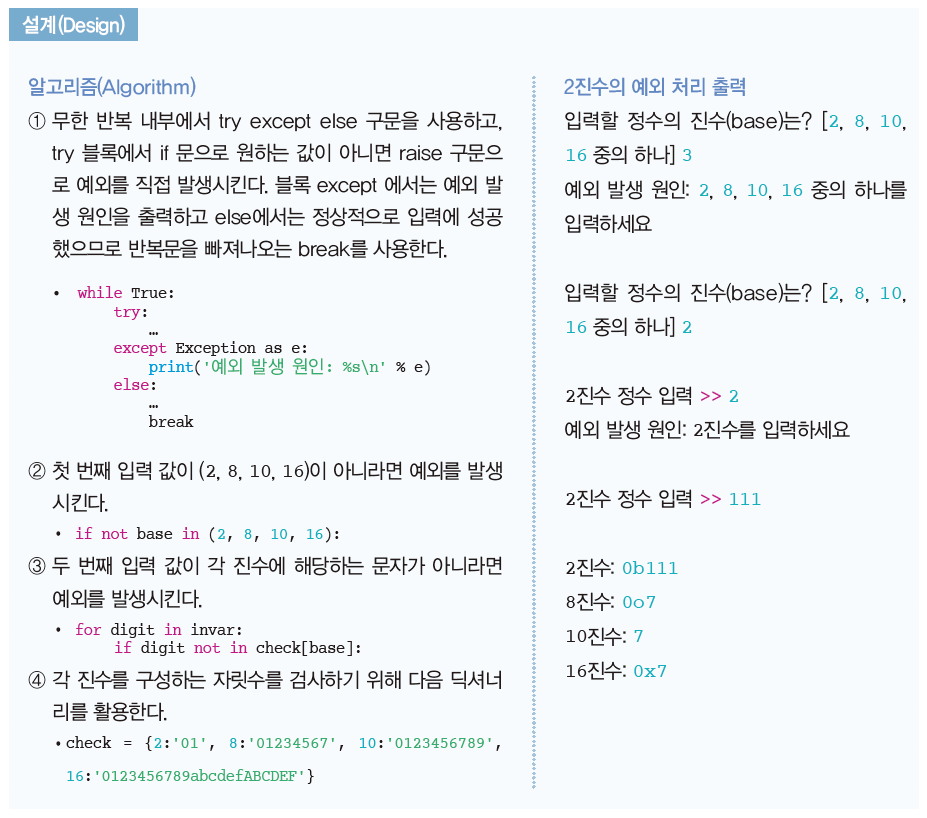 설계(Design)
알고리즘(Algorithm)
① 무한 반복 내부에서 try except else 구문을 사용하고,
try 블록에서 if 문으로 원하는 값이 아니면 raise 구문으
로 예외를 직접 발생시킨다. 블록 except 에서는 예외 발
생 원인을 출력하고 else에서는 정상적으로 입력에 성공
했으므로 반복문을 빠져나오는 break를 사용한다.
• while True:
try:
…
except Exception as e:
print('예외 발생 원인: %s\n' % e)
else:
…
break
② 첫 번째 입력 값이 (2, 8, 10, 16)이 아니라면 예외를 발생
시킨다.
• if not base in (2, 8, 10, 16):
③ 두 번째 입력 값이 각 진수에 해당하는 문자가 아니라면
예외를 발생시킨다.
• for digit in invar:
if digit not in check[base]:
④ 각 진수를 구성하는 자릿수를 검사하기 위해 다음 딕셔너
리를 활용한다.
• check = {2:'01', 8:'01234567', 10:'0123456789',
16:'0123456789abcdefABCDEF'}
2진수의 예외 처리 출력
입력할 정수의 진수(base)는? [2, 8, 10,
16 중의 하나] 3
예외 발생 원인: 2, 8, 10, 16 중의 하나를
입력하세요
입력할 정수의 진수(base)는? [2, 8, 10,
16 중의 하나] 2
2진수 정수 입력 >> 2
예외 발생 원인: 2진수를 입력하세요
2진수 정수 입력 >> 111
2진수: 0b111
8진수: 0o7
10진수: 7
16진수: 0x7